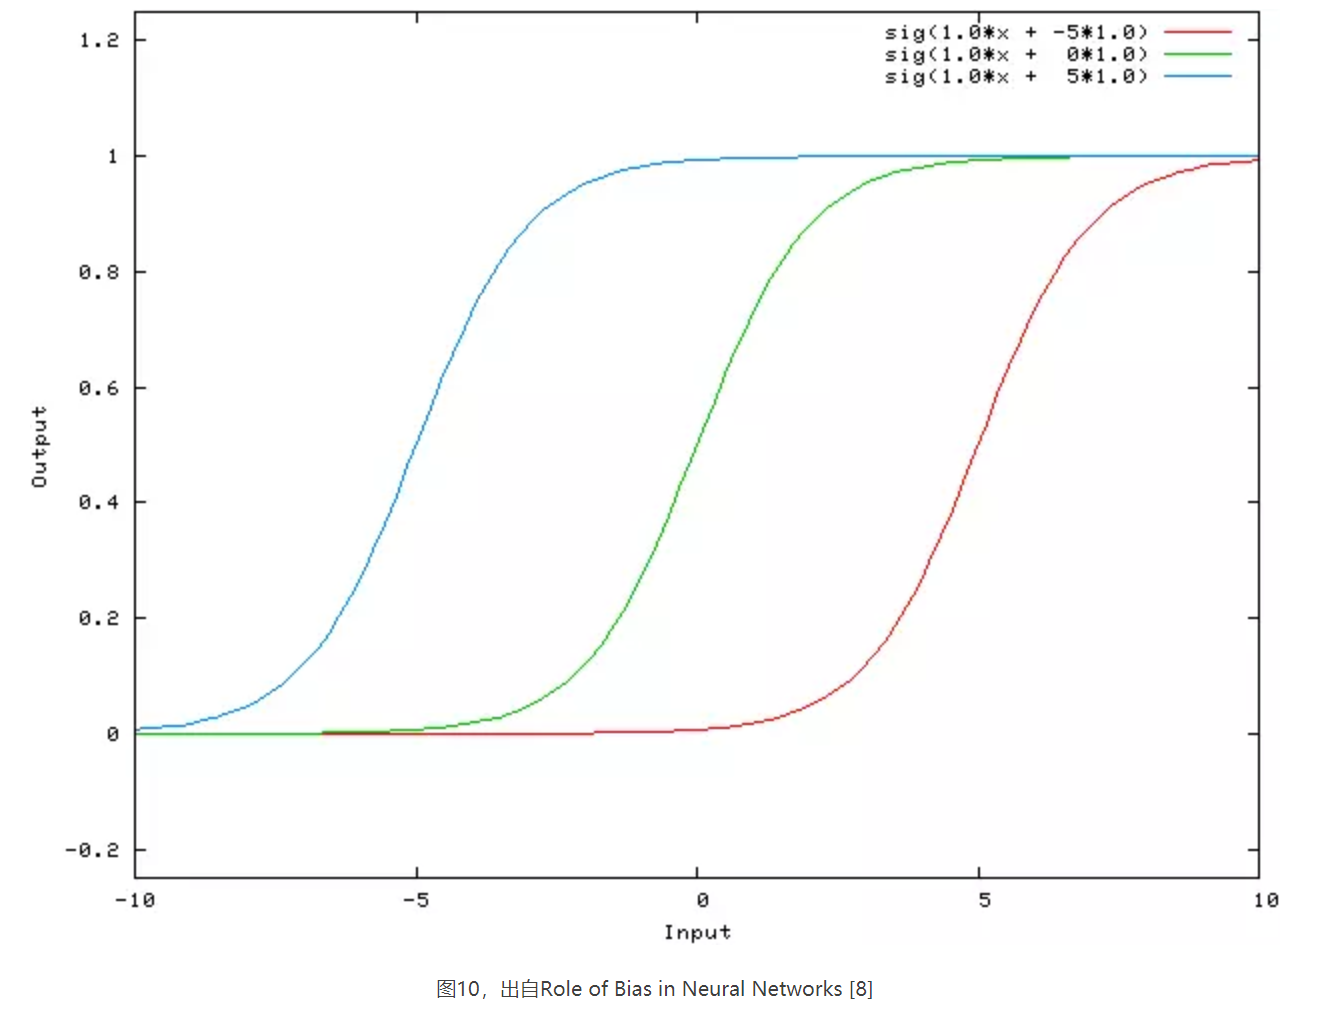 1.2
sig(1.0*x + -5*1.0)
sig(1.0*x +  0*1.0)
sig(1.0*x +  5*1.0)
1
0.8
0.6
0.4
0.2
0
-0.2
Output
-10 -5 0 5 10
Input
图10，出自Role of Bias in Neural Networks [8]